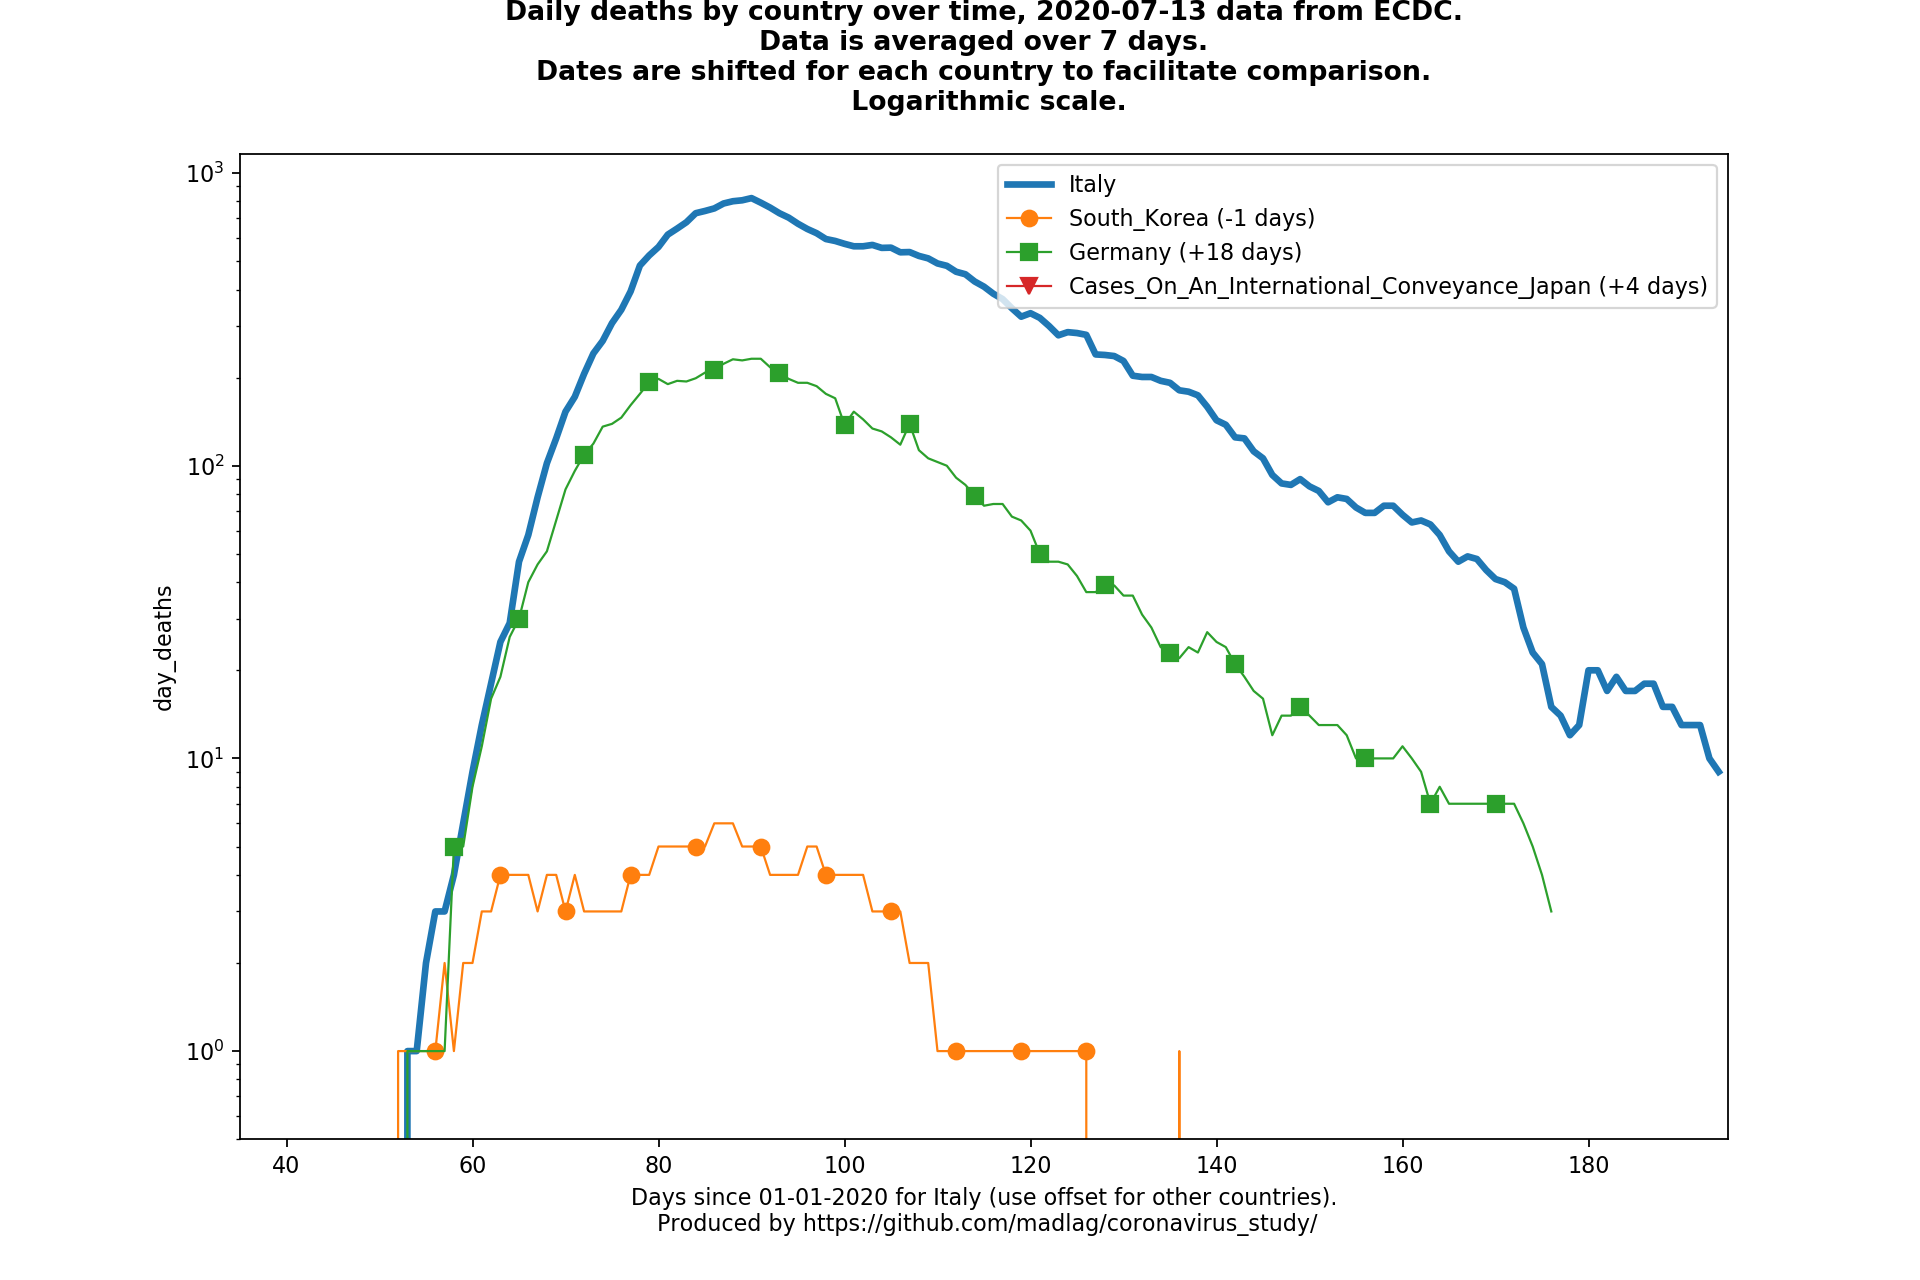 Daily deaths by country over time, 2020-07-13 data from ECDC.
Data is averaged over 7 days.
Dates are shifted for each country to facilitate comparison.
Logarithmic scale.
10³
10²
10¹
10⁰
day_deaths
Italy
South_Korea (-1 days)
Germany (+18 days)
Cases_On_An_International_Conveyance_Japan (+4 days)
40 60 80 100 120 140 160 180
Days since 01-01-2020 for Italy (use offset for other countries).
Produced by https://github.com/madlag/coronavirus_study/